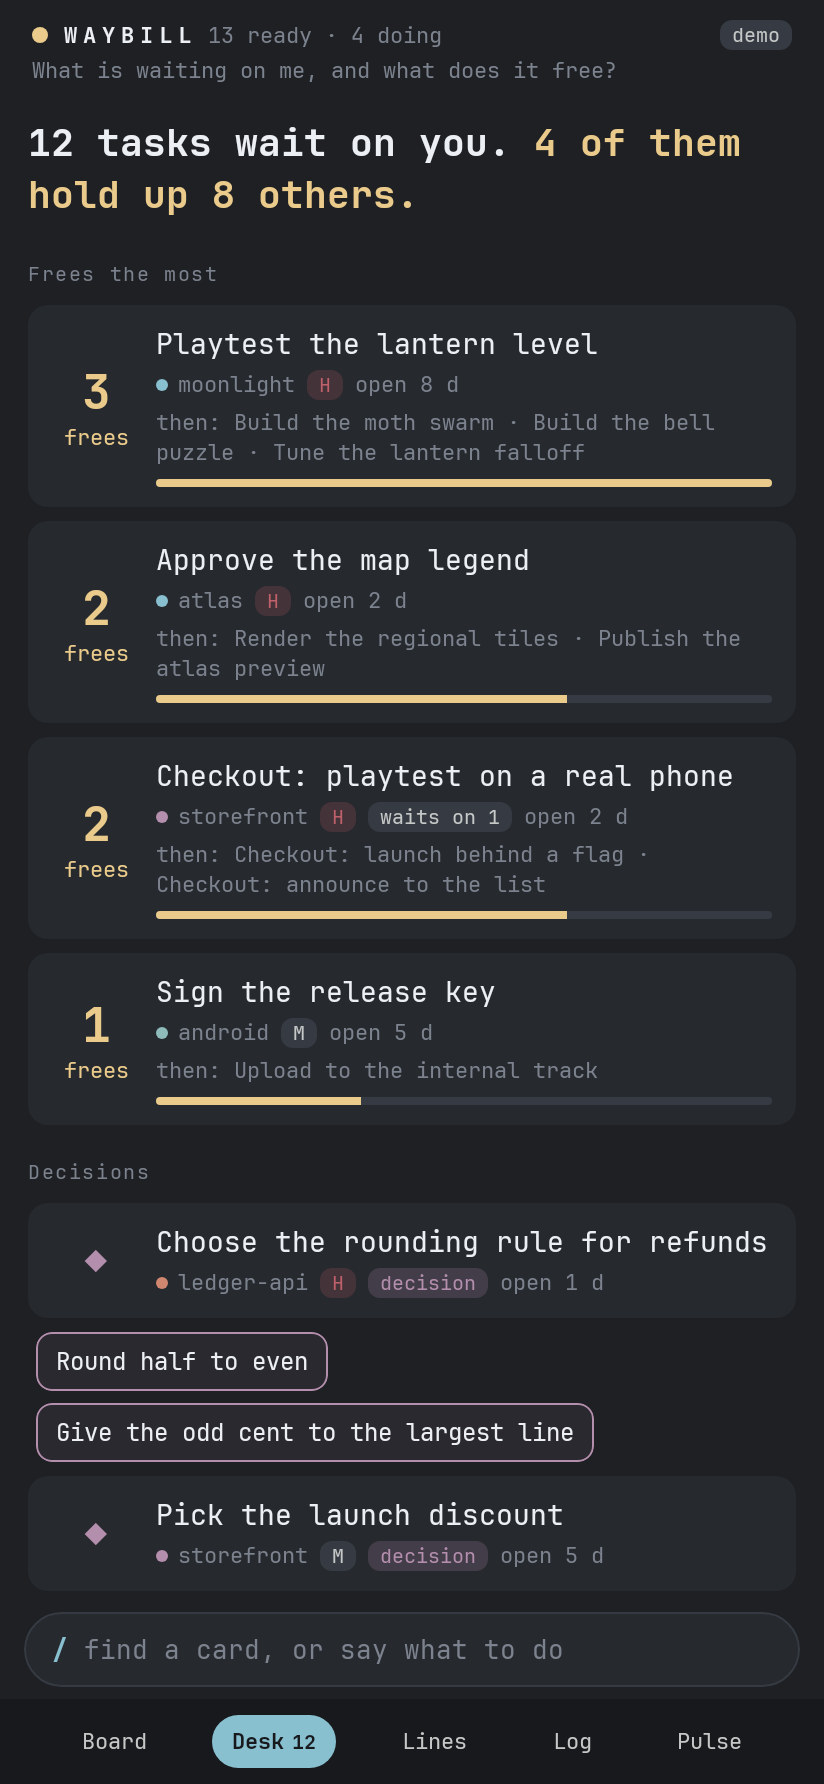 WAYBILL 13 ready · 4 doing demo
What is waiting on me, and what does it free?
12 tasks wait on you. 4 of them
hold up 8 others.
Frees the most
3 frees
Playtest the lantern level
moonlight H open 8 d
then: Build the moth swarm · Build the bell
puzzle · Tune the lantern falloff
2 frees
Approve the map legend
atlas H open 2 d
then: Render the regional tiles · Publish the
atlas preview
2 frees
Checkout: playtest on a real phone
storefront H waits on 1 open 2 d
then: Checkout: launch behind a flag ·
Checkout: announce to the list
1 frees
Sign the release key
android M open 5 d
then: Upload to the internal track
Decisions
Choose the rounding rule for refunds
ledger-api H decision open 1 d
Round half to even
Give the odd cent to the largest line
Pick the launch discount
storefront M decision open 5 d
/ find a card, or say what to do
Board Desk 12 Lines Log Pulse